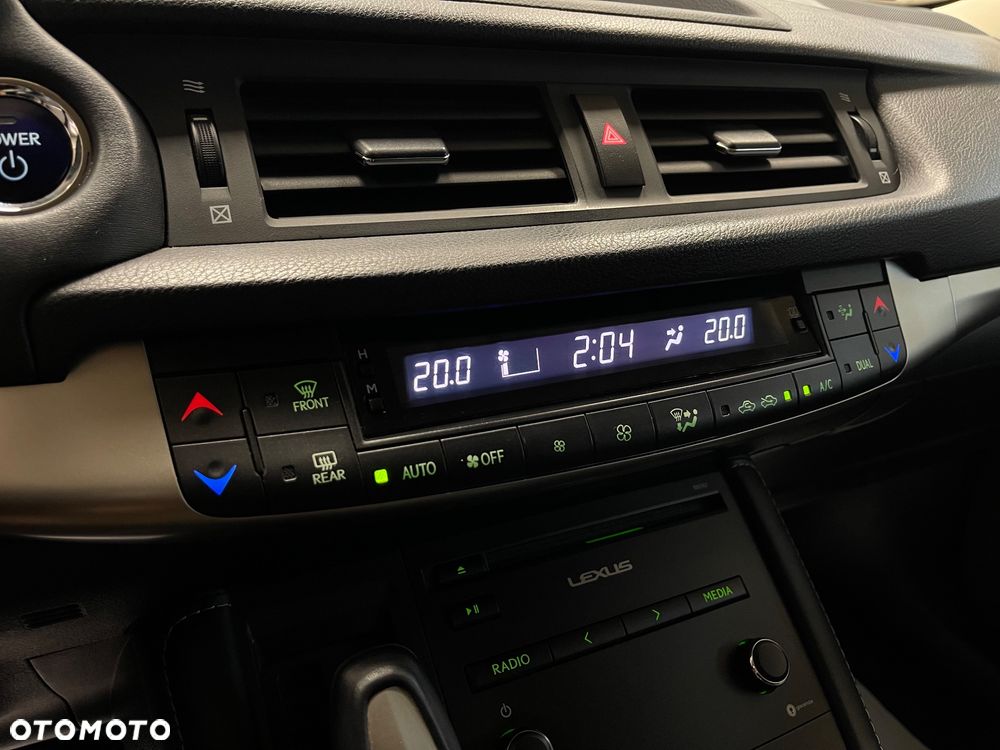 POWER
H
M
20.0
2:04
20.0
FRONT
REAR
AUTO
OFF
A/C
DUAL
LEXUS
RADIO
MEDIA
OTOMOTO